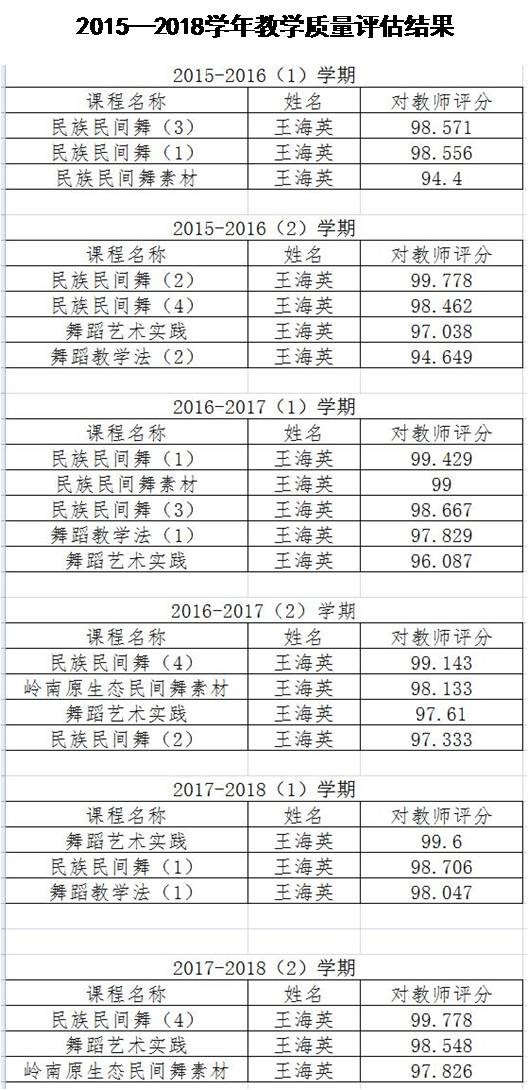 2015—2018学年教学质量评估结果
2015-2016（1）学期
课程名称 姓名 对教师评分
民族民间舞（3） 王海英 98.571
民族民间舞（1） 王海英 98.556
民族民间舞素材 王海英 94.4
2015-2016（2）学期
课程名称 姓名 对教师评分
民族民间舞（2） 王海英 99.778
民族民间舞（4） 王海英 98.462
舞蹈艺术实践 王海英 97.038
舞蹈教学法（2） 王海英 94.649
2016-2017（1）学期
课程名称 姓名 对教师评分
民族民间舞（1） 王海英 99.429
民族民间舞素材 王海英 99
民族民间舞（3） 王海英 98.667
舞蹈教学法（1） 王海英 97.829
舞蹈艺术实践 王海英 96.087
2016-2017（2）学期
课程名称 姓名 对教师评分
民族民间舞（4） 王海英 99.143
岭南原生态民间舞素材 王海英 98.133
舞蹈艺术实践 王海英 97.61
民族民间舞（2） 王海英 97.333
2017-2018（1）学期
课程名称 姓名 对教师评分
舞蹈艺术实践 王海英 99.6
民族民间舞（1） 王海英 98.706
舞蹈教学法（1） 王海英 98.047
2017-2018（2）学期
课程名称 姓名 对教师评分
民族民间舞（4） 王海英 99.778
舞蹈艺术实践 王海英 98.548
岭南原生态民间舞素材 王海英 97.826